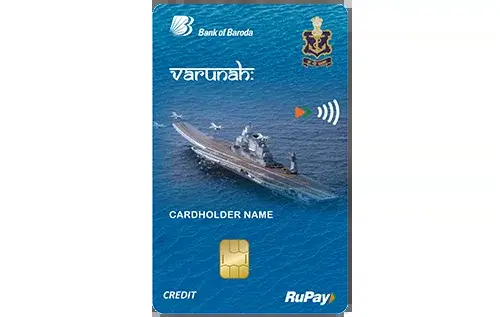 Bank of Baroda
varunah:
CARDHOLDER NAME
CREDIT
RuPay